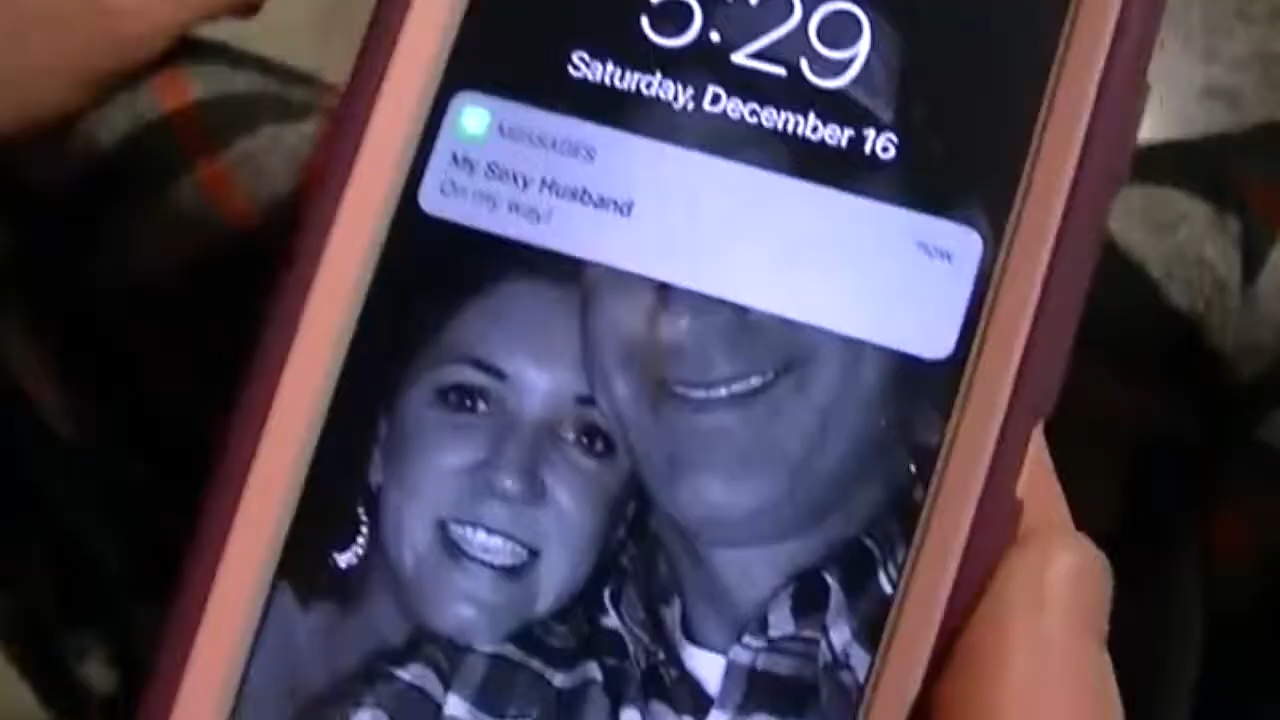 5:29
Saturday, December 16
MESSAGES
now
My Sexy Husband
On my way!